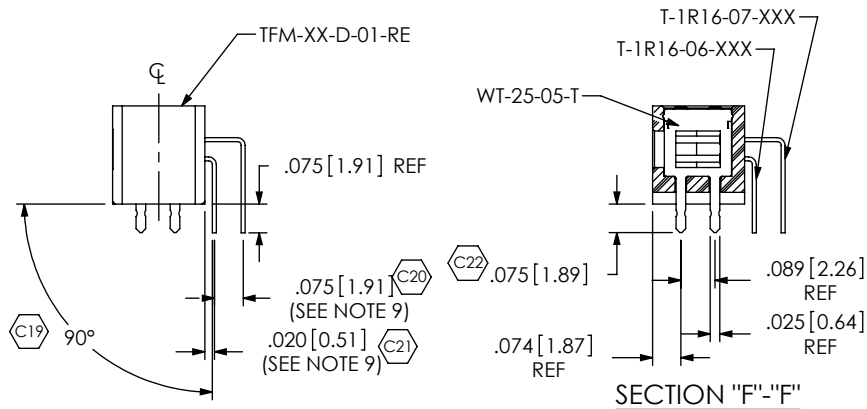 TFM-XX-D-01-RE
℄
.075[1.91] REF
.075[1.91] C20
(SEE NOTE 9)
.020[0.51] C21
(SEE NOTE 9)
C19 90°
T-1R16-07-XXX
T-1R16-06-XXX
WT-25-05-T
C22 .075[1.89]
.089[2.26]
REF
.025[0.64]
REF
.074[1.87]
REF
SECTION "F"-"F"